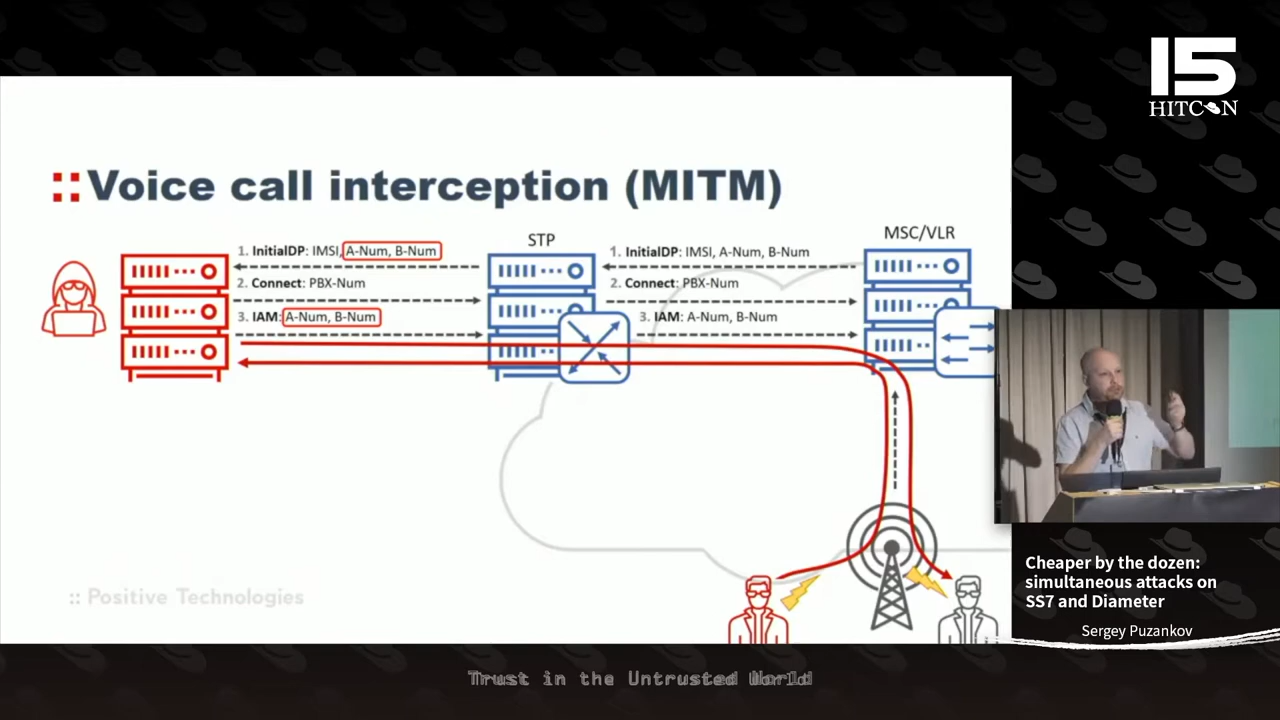 15
HITCON
:: Voice call interception (MITM)
STP
MSC/VLR
1. InitialDP: IMSI, A-Num, B-Num
1. InitialDP: IMSI, A-Num, B-Num
2. Connect: PBX-Num
2. Connect: PBX-Num
3. IAM: A-Num, B-Num
3. IAM: A-Num, B-Num
:: Positive Technologies
Cheaper by the dozen:
simultaneous attacks on
SS7 and Diameter
Sergey Puzankov
Trust in the Untrusted World